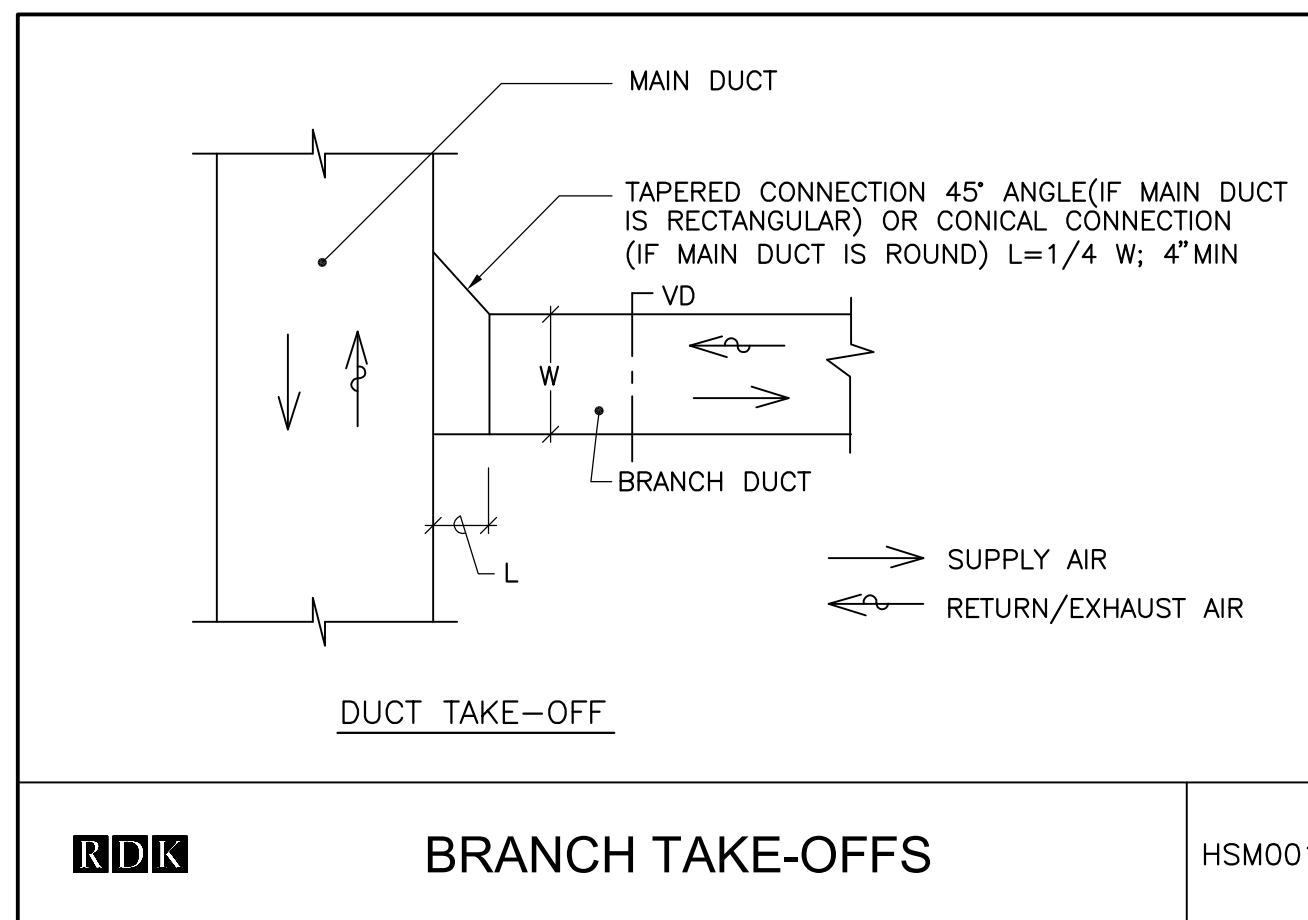 MAIN DUCT
TAPERED CONNECTION 45° ANGLE(IF MAIN DUCT
IS RECTANGULAR) OR CONICAL CONNECTION
(IF MAIN DUCT IS ROUND) L=1/4 W; 4"MIN
VD
W
BRANCH DUCT
L
SUPPLY AIR
RETURN/EXHAUST AIR
DUCT TAKE-OFF
RDK
BRANCH TAKE-OFFS
HSM001